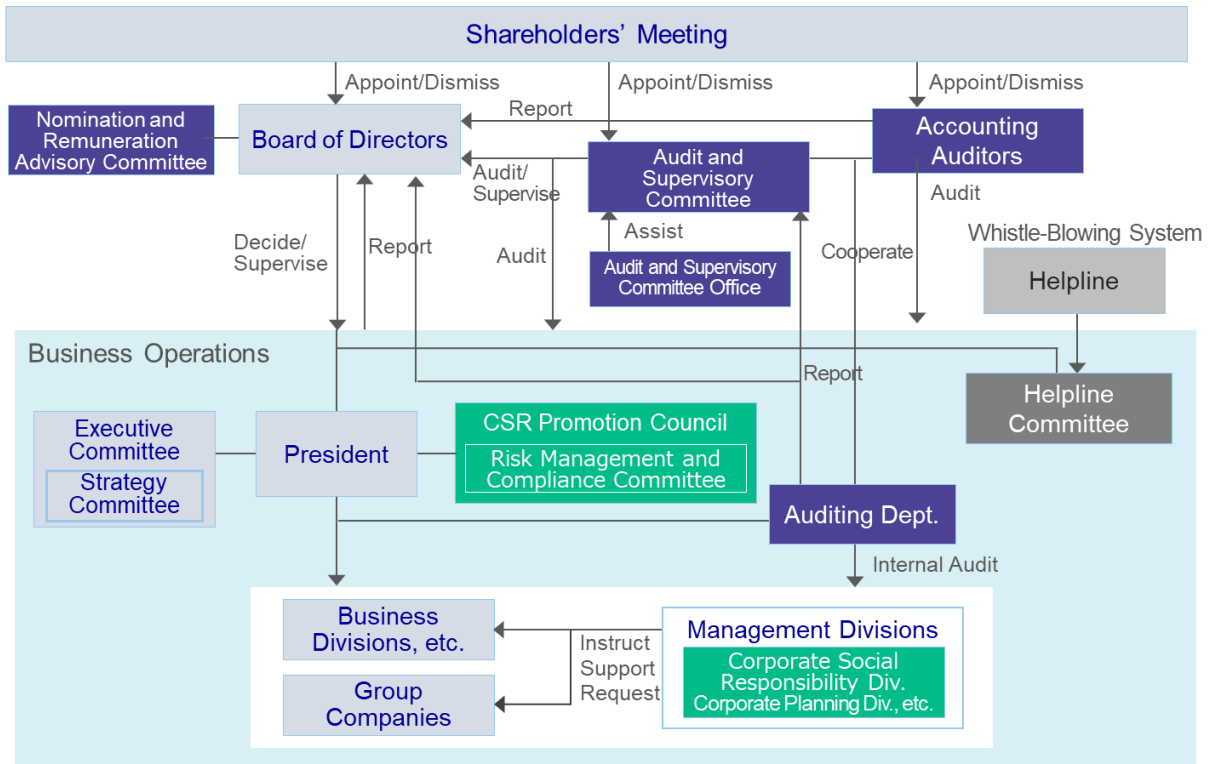 Shareholders’ Meeting
Appoint/Dismiss
Appoint/Dismiss
Appoint/Dismiss
Nomination and
Remuneration
Advisory Committee
Board of Directors
Report
Accounting
Auditors
Audit/
Supervise
Audit and
Supervisory
Committee
Audit
Decide/
Supervise
Report
Audit
Assist
Audit and Supervisory
Committee Office
Cooperate
Whistle-Blowing System
Helpline
Business Operations
Report
Helpline
Committee
Executive
Committee
Strategy
Committee
President
CSR Promotion Council
Risk Management and
Compliance Committee
Auditing Dept.
Internal Audit
Business
Divisions, etc.
Group
Companies
Instruct
Support
Request
Management Divisions
Corporate Social
Responsibility Div.
Corporate Planning Div., etc.